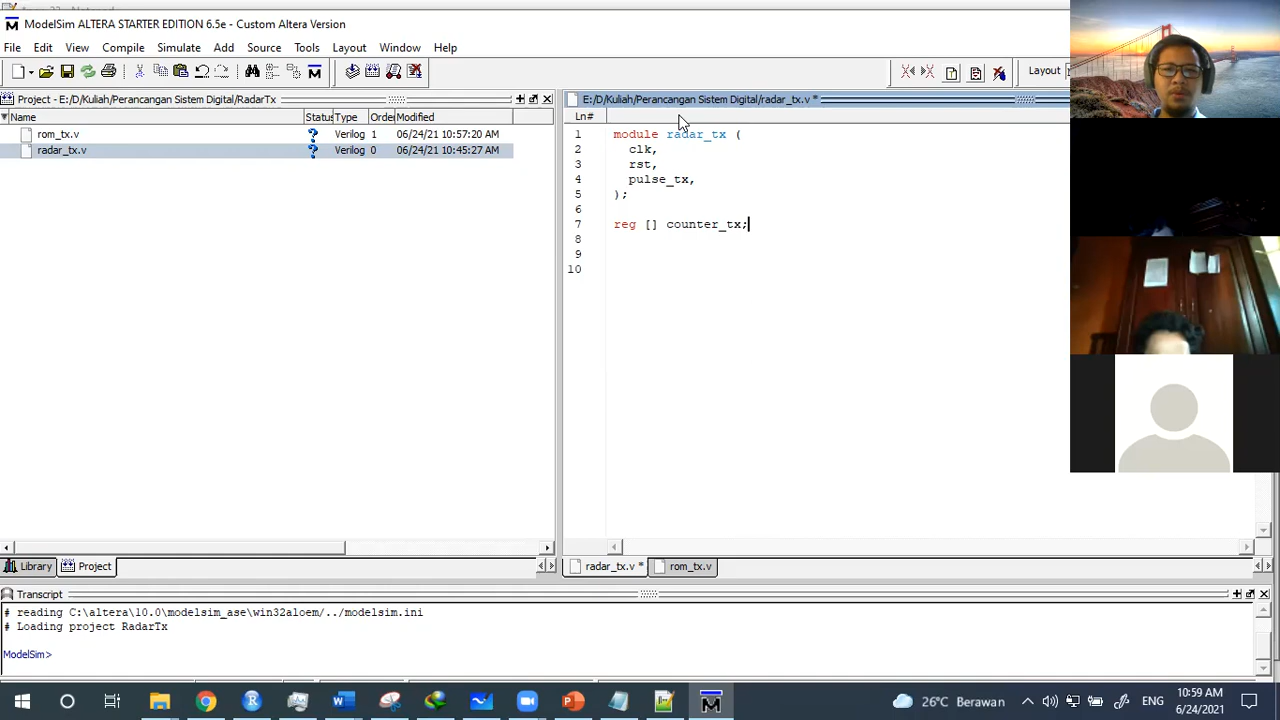 ModelSim ALTERA STARTER EDITION 6.5e - Custom Altera Version
File Edit View Compile Simulate Add Source Tools Layout Window Help
Layout
Project - E:/D/Kuliah/Perancangan Sistem Digital/RadarTx
Name Status Type Order Modified
rom_tx.v Verilog 1 06/24/21 10:57:20 AM
radar_tx.v Verilog 0 06/24/21 10:45:27 AM
E:/D/Kuliah/Perancangan Sistem Digital/radar_tx.v *
Ln#
1 module radar_tx (
2 clk,
3 rst,
4 pulse_tx,
5 );
6
7 reg [] counter_tx;
8
9
10
Library Project
radar_tx.v * rom_tx.v
Transcript
# reading C:\altera\10.0\modelsim_ase\win32aloem/../modelsim.ini
# Loading project RadarTx
ModelSim>
26°C Berawan ENG 10:59 AM
6/24/2021